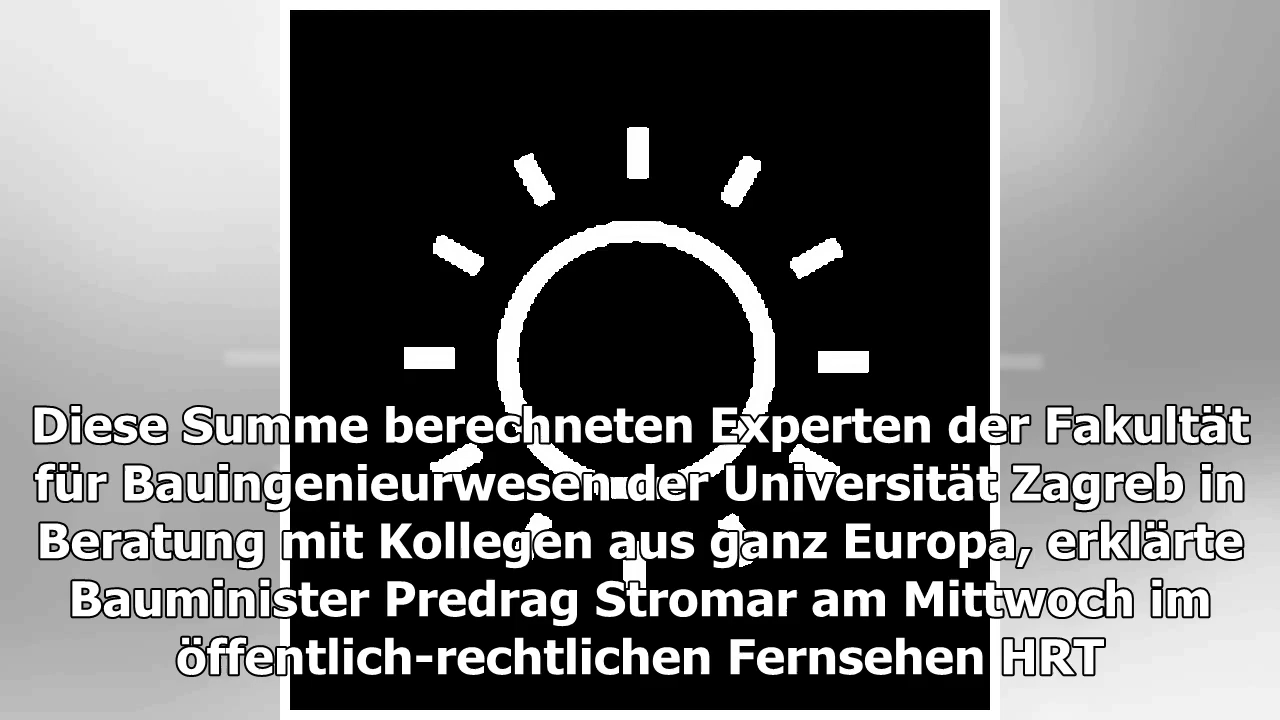 Diese Summe berechneten Experten der Fakultät
für Bauingenieurwesen der Universität Zagreb in
Beratung mit Kollegen aus ganz Europa, erklärte
Bauminister Predrag Stromar am Mittwoch im
öffentlich-rechtlichen Fernsehen HRT